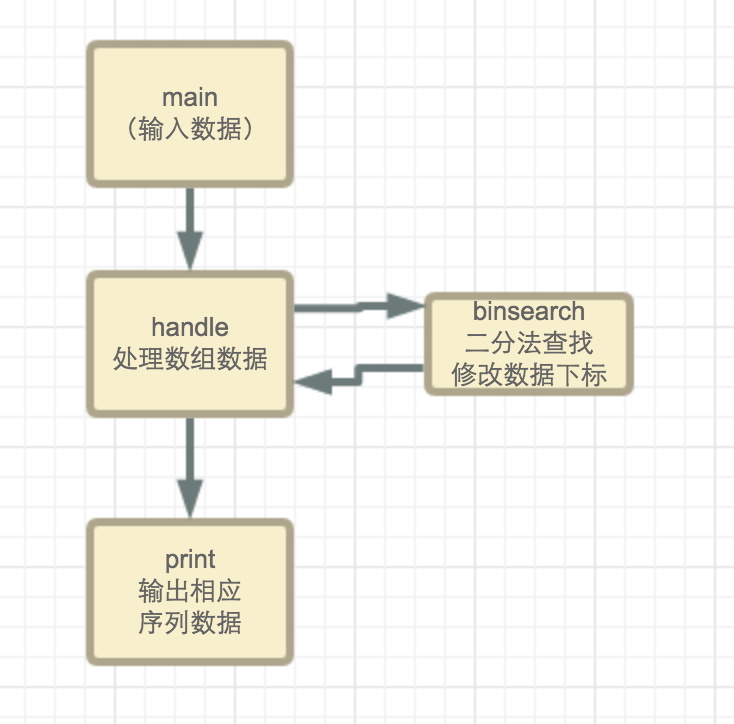 main
（输入数据）
handle
处理数组数据
binsearch
二分法查找
修改数据下标
print
输出相应
序列数据